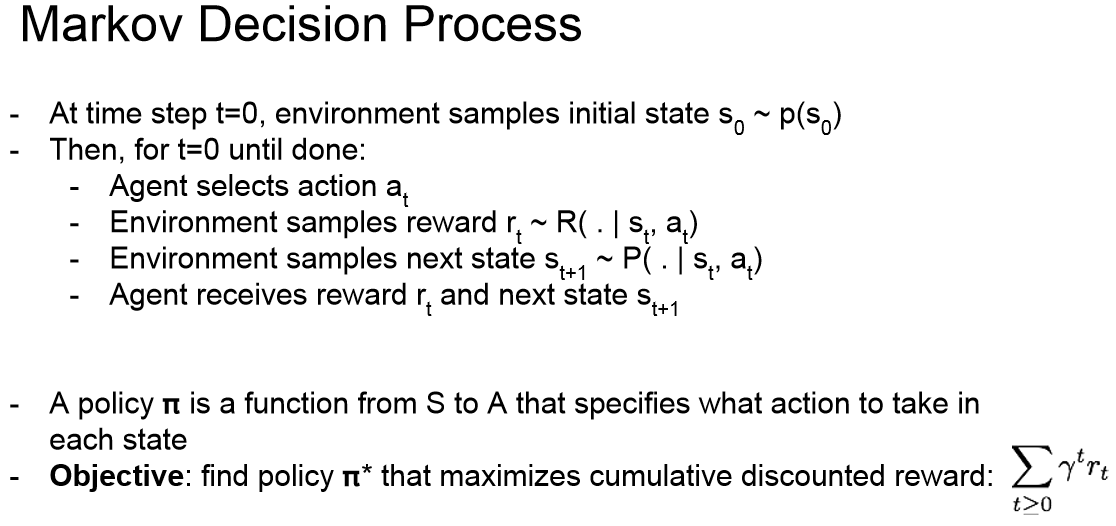 Markov Decision Process
- At time step t=0, environment samples initial state s₀ ~ p(s₀)
- Then, for t=0 until done:
- Agent selects action aₜ
- Environment samples reward rₜ ~ R( . | sₜ, aₜ)
- Environment samples next state sₜ₊₁ ~ P( . | sₜ, aₜ)
- Agent receives reward rₜ and next state sₜ₊₁
- A policy π is a function from S to A that specifies what action to take in
each state
- Objective: find policy π* that maximizes cumulative discounted reward: ∑_{t≥0} γᵗrₜ